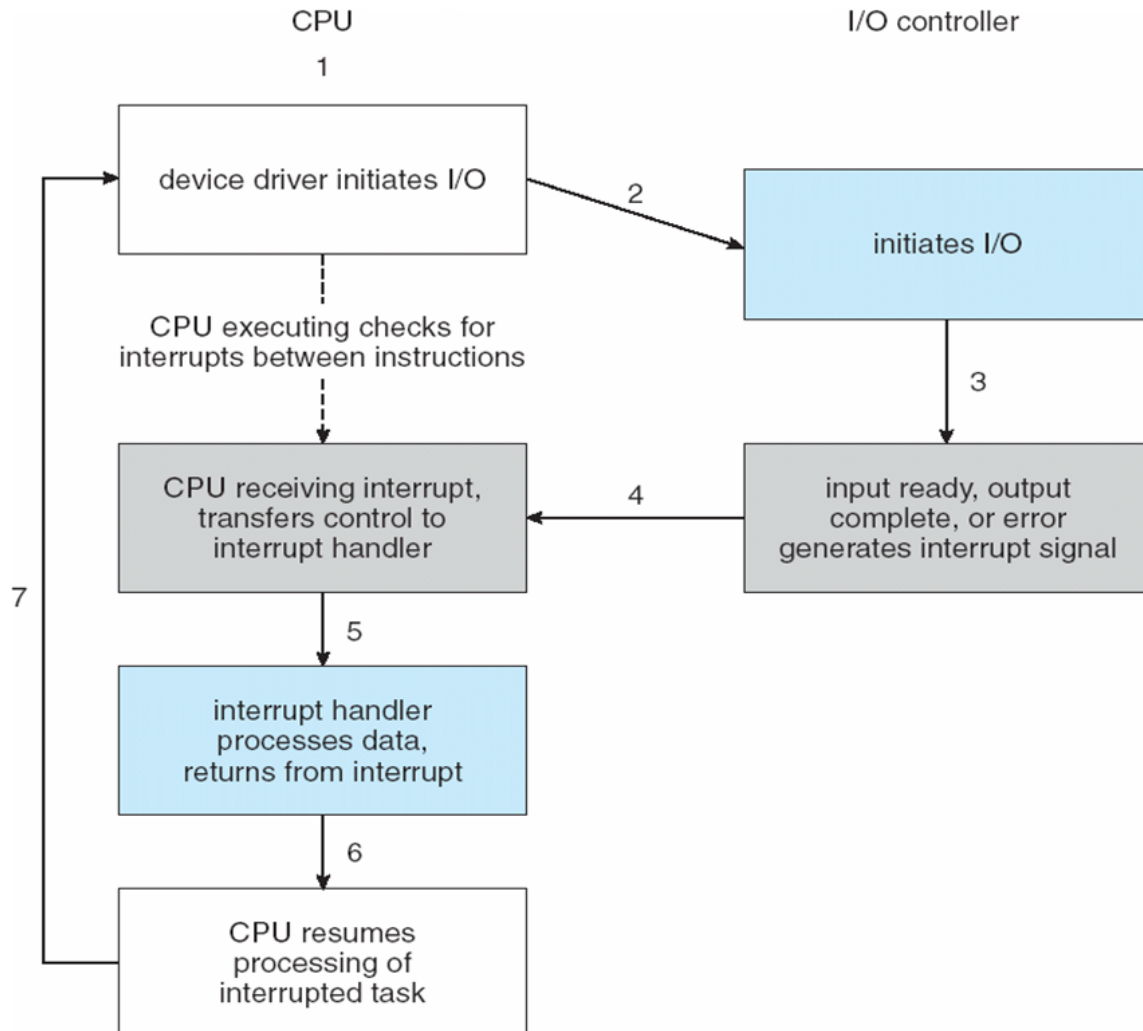 CPU
I/O controller
1
device driver initiates I/O
2
initiates I/O
CPU executing checks for
interrupts between instructions
3
CPU receiving interrupt,
transfers control to
interrupt handler
4
input ready, output
complete, or error
generates interrupt signal
7
5
interrupt handler
processes data,
returns from interrupt
6
CPU resumes
processing of
interrupted task